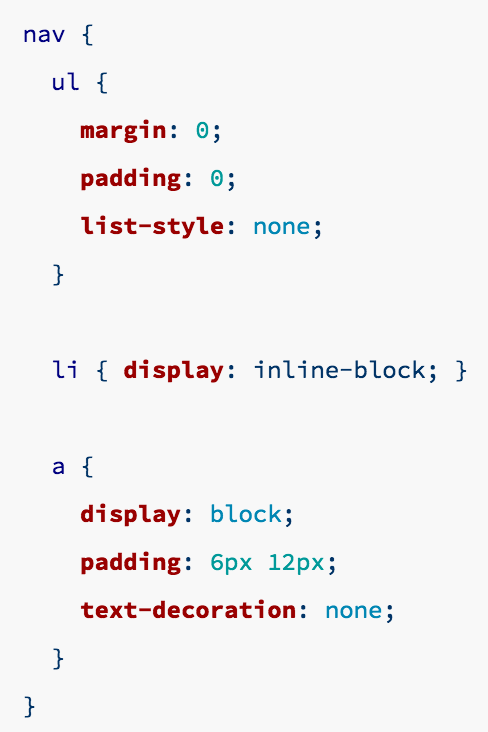 nav {
  ul {
    margin: 0;
    padding: 0;
    list-style: none;
  }

  li { display: inline-block; }

  a {
    display: block;
    padding: 6px 12px;
    text-decoration: none;
  }
}